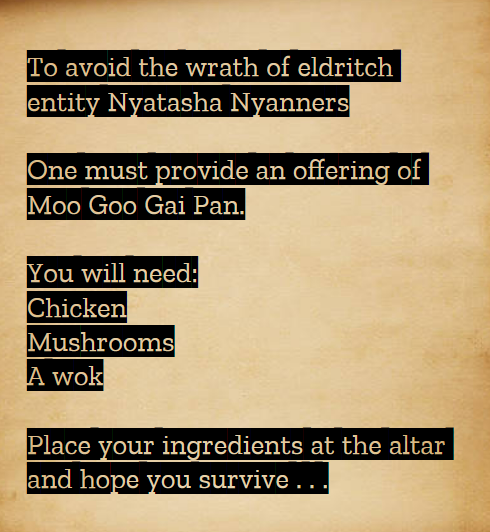 To avoid the wrath of eldritch
entity Nyatasha Nyanners
One must provide an offering of
Moo Goo Gai Pan.
You will need:
Chicken
Mushrooms
A wok
Place your ingredients at the altar
and hope you survive . . .